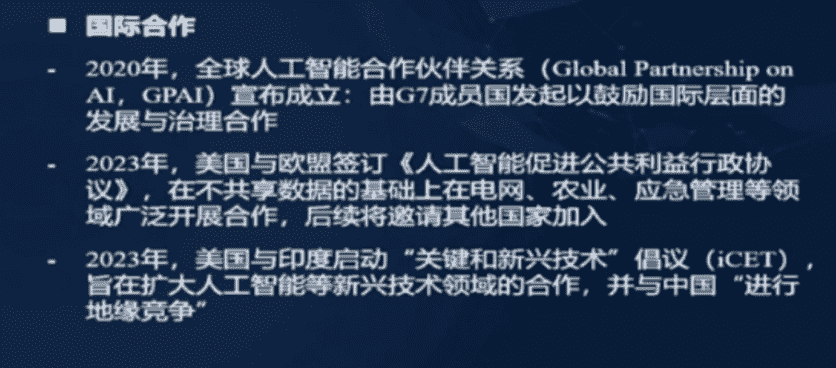 ■ 国际合作
- 2020年，全球人工智能合作伙伴关系（Global Partnership on
AI，GPAI）宣布成立：由G7成员国发起以鼓励国际层面的
发展与治理合作
- 2023年，美国与欧盟签订《人工智能促进公共利益行政协
议》，在不共享数据的基础上在电网、农业、应急管理等领
域广泛开展合作，后续将邀请其他国家加入
- 2023年，美国与印度启动“关键和新兴技术”倡议（iCET），
旨在扩大人工智能等新兴技术领域的合作，并与中国“进行
地缘竞争”